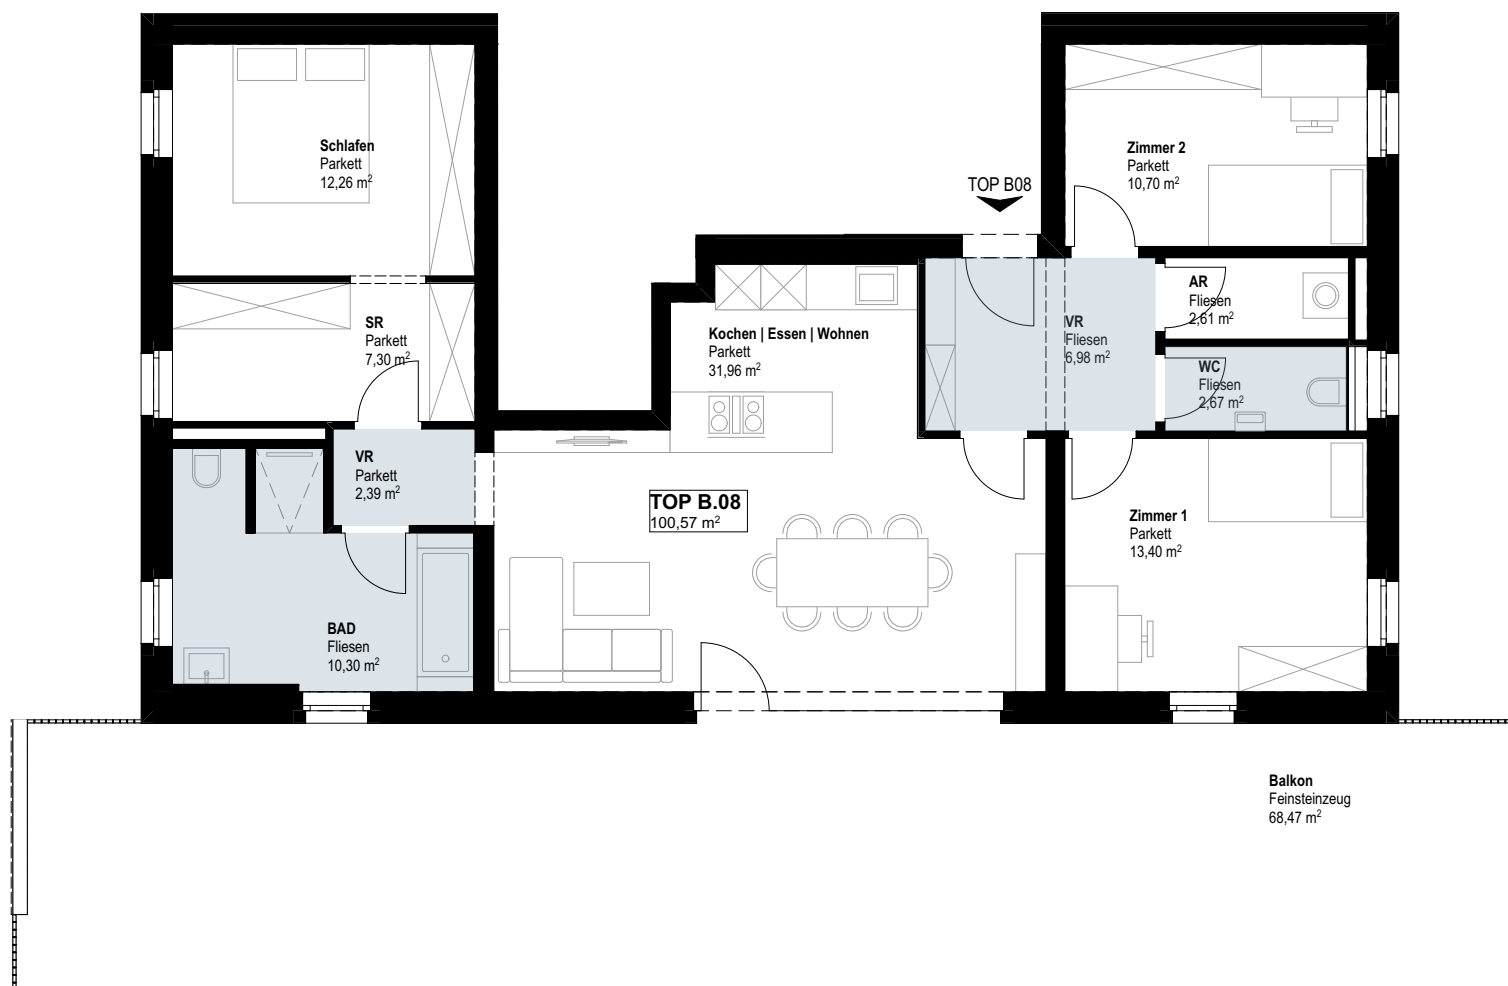 Schlafen
Parkett
12,26 m²
Zimmer 2
Parkett
10,70 m²
TOP B08
SR
Parkett
7,30 m²
Kochen | Essen | Wohnen
Parkett
31,96 m²
VR
Fliesen
6,98 m²
AR
Fliesen
2,61 m²
WC
Fliesen
2,67 m²
VR
Parkett
2,39 m²
TOP B.08
100,57 m²
Zimmer 1
Parkett
13,40 m²
BAD
Fliesen
10,30 m²
Balkon
Feinsteinzeug
68,47 m²